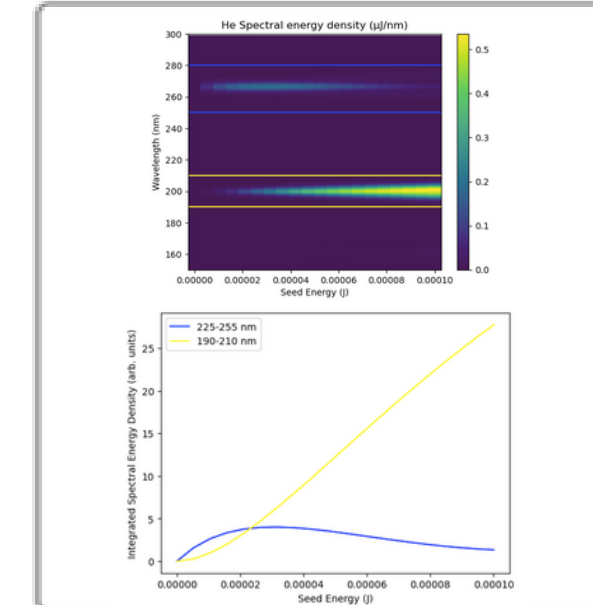 He Spectral energy density (µJ/nm)
300
280
260
240
220
200
180
160
Wavelength (nm)
0.00000 0.00002 0.00004 0.00006 0.00008 0.00010
Seed Energy (J)
0.5
0.4
0.3
0.2
0.1
0.0
225-255 nm
190-210 nm
25
20
15
10
5
0
Integrated Spectral Energy Density (arb. units)
0.00000 0.00002 0.00004 0.00006 0.00008 0.00010
Seed Energy (J)